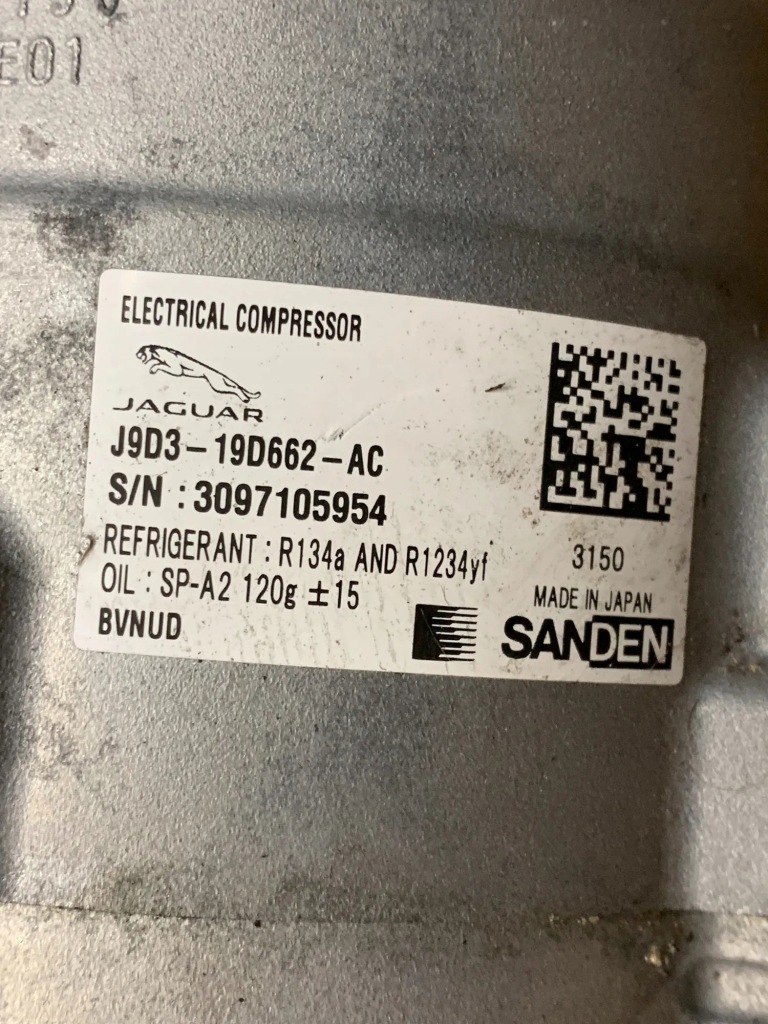 E01
ELECTRICAL COMPRESSOR
JAGUAR
J9D3-19D662-AC
S/N : 3097105954
REFRIGERANT : R134a AND R1234yf
OIL : SP-A2 120g ±15
BVNUD
3150
MADE IN JAPAN
SANDEN